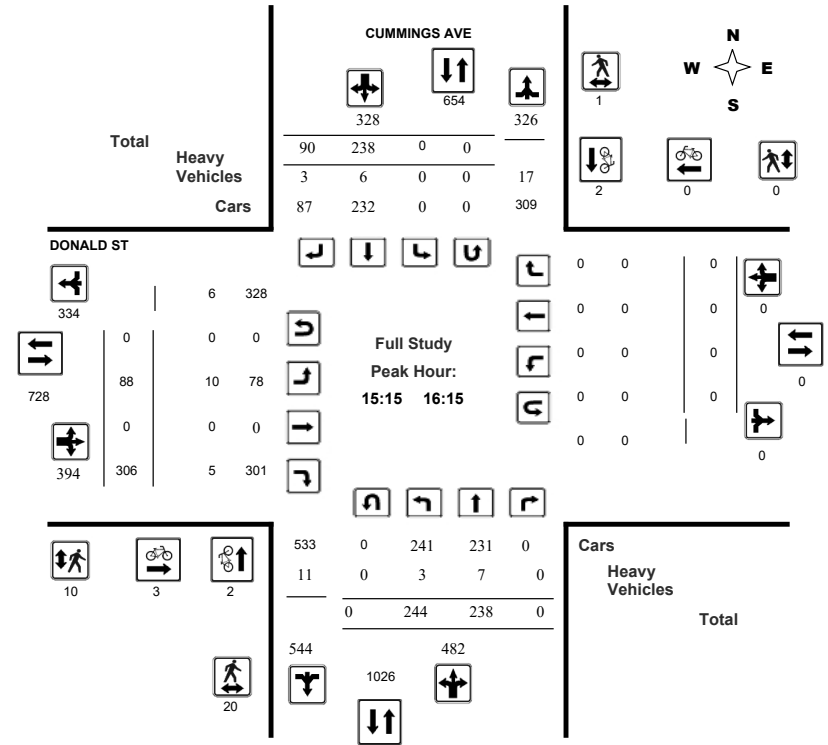 CUMMINGS AVE
N
W E
S
654
1
328 326
Total 90 238 0 0
Heavy
Vehicles 3 6 0 0 17
Cars 87 232 0 0 309
2 0 0
DONALD ST
334 6 328
0 0 0 0
0 0 0 0
0 0 0
728 88 10 78 0 0 0 0
0 0 0 0
394 306 5 301 0 0 0
Full Study
Peak Hour:
15:15 16:15
533 0 241 231 0 Cars
11 0 3 7 0 Heavy
Vehicles
0 244 238 0 Total
10 3 2
544 482
1026
20